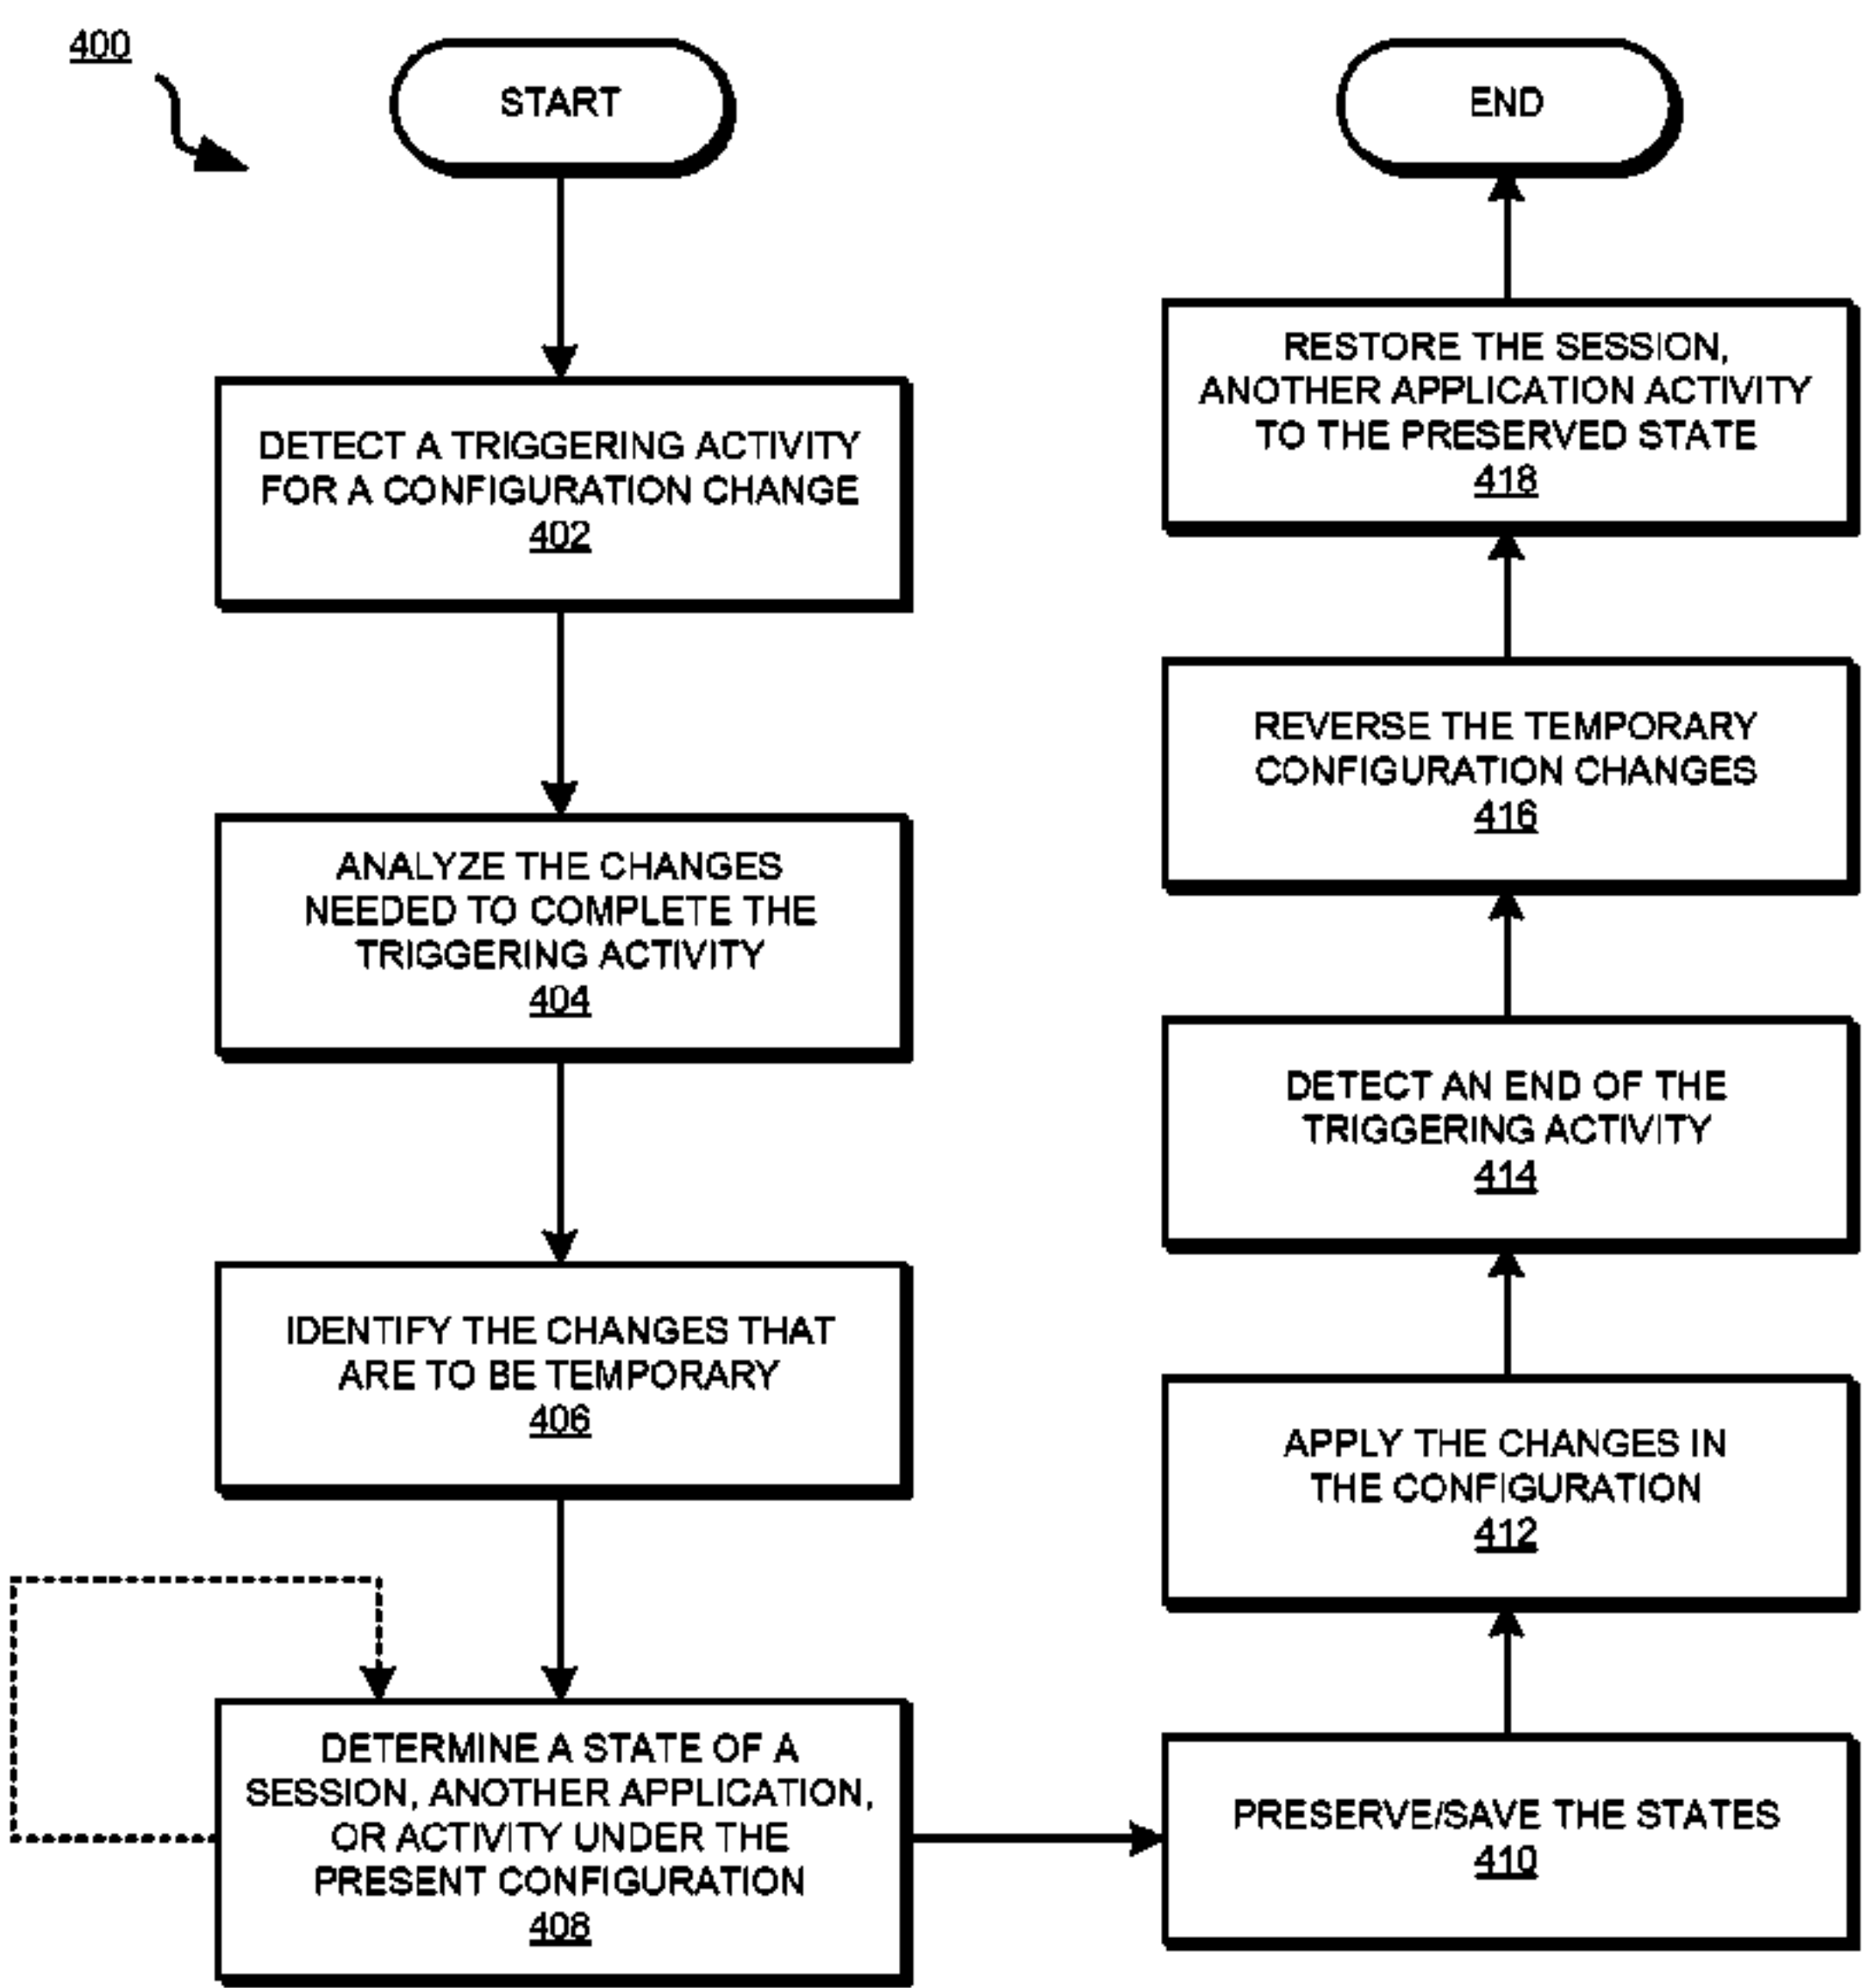 400
START
DETECT A TRIGGERING ACTIVITY
FOR A CONFIGURATION CHANGE
402
ANALYZE THE CHANGES
NEEDED TO COMPLETE THE
TRIGGERING ACTIVITY
404
IDENTIFY THE CHANGES THAT
ARE TO BE TEMPORARY
406
DETERMINE A STATE OF A
SESSION, ANOTHER APPLICATION,
OR ACTIVITY UNDER THE
PRESENT CONFIGURATION
408
PRESERVE/SAVE THE STATES
410
APPLY THE CHANGES IN
THE CONFIGURATION
412
DETECT AN END OF THE
TRIGGERING ACTIVITY
414
REVERSE THE TEMPORARY
CONFIGURATION CHANGES
416
RESTORE THE SESSION,
ANOTHER APPLICATION ACTIVITY
TO THE PRESERVED STATE
418
END